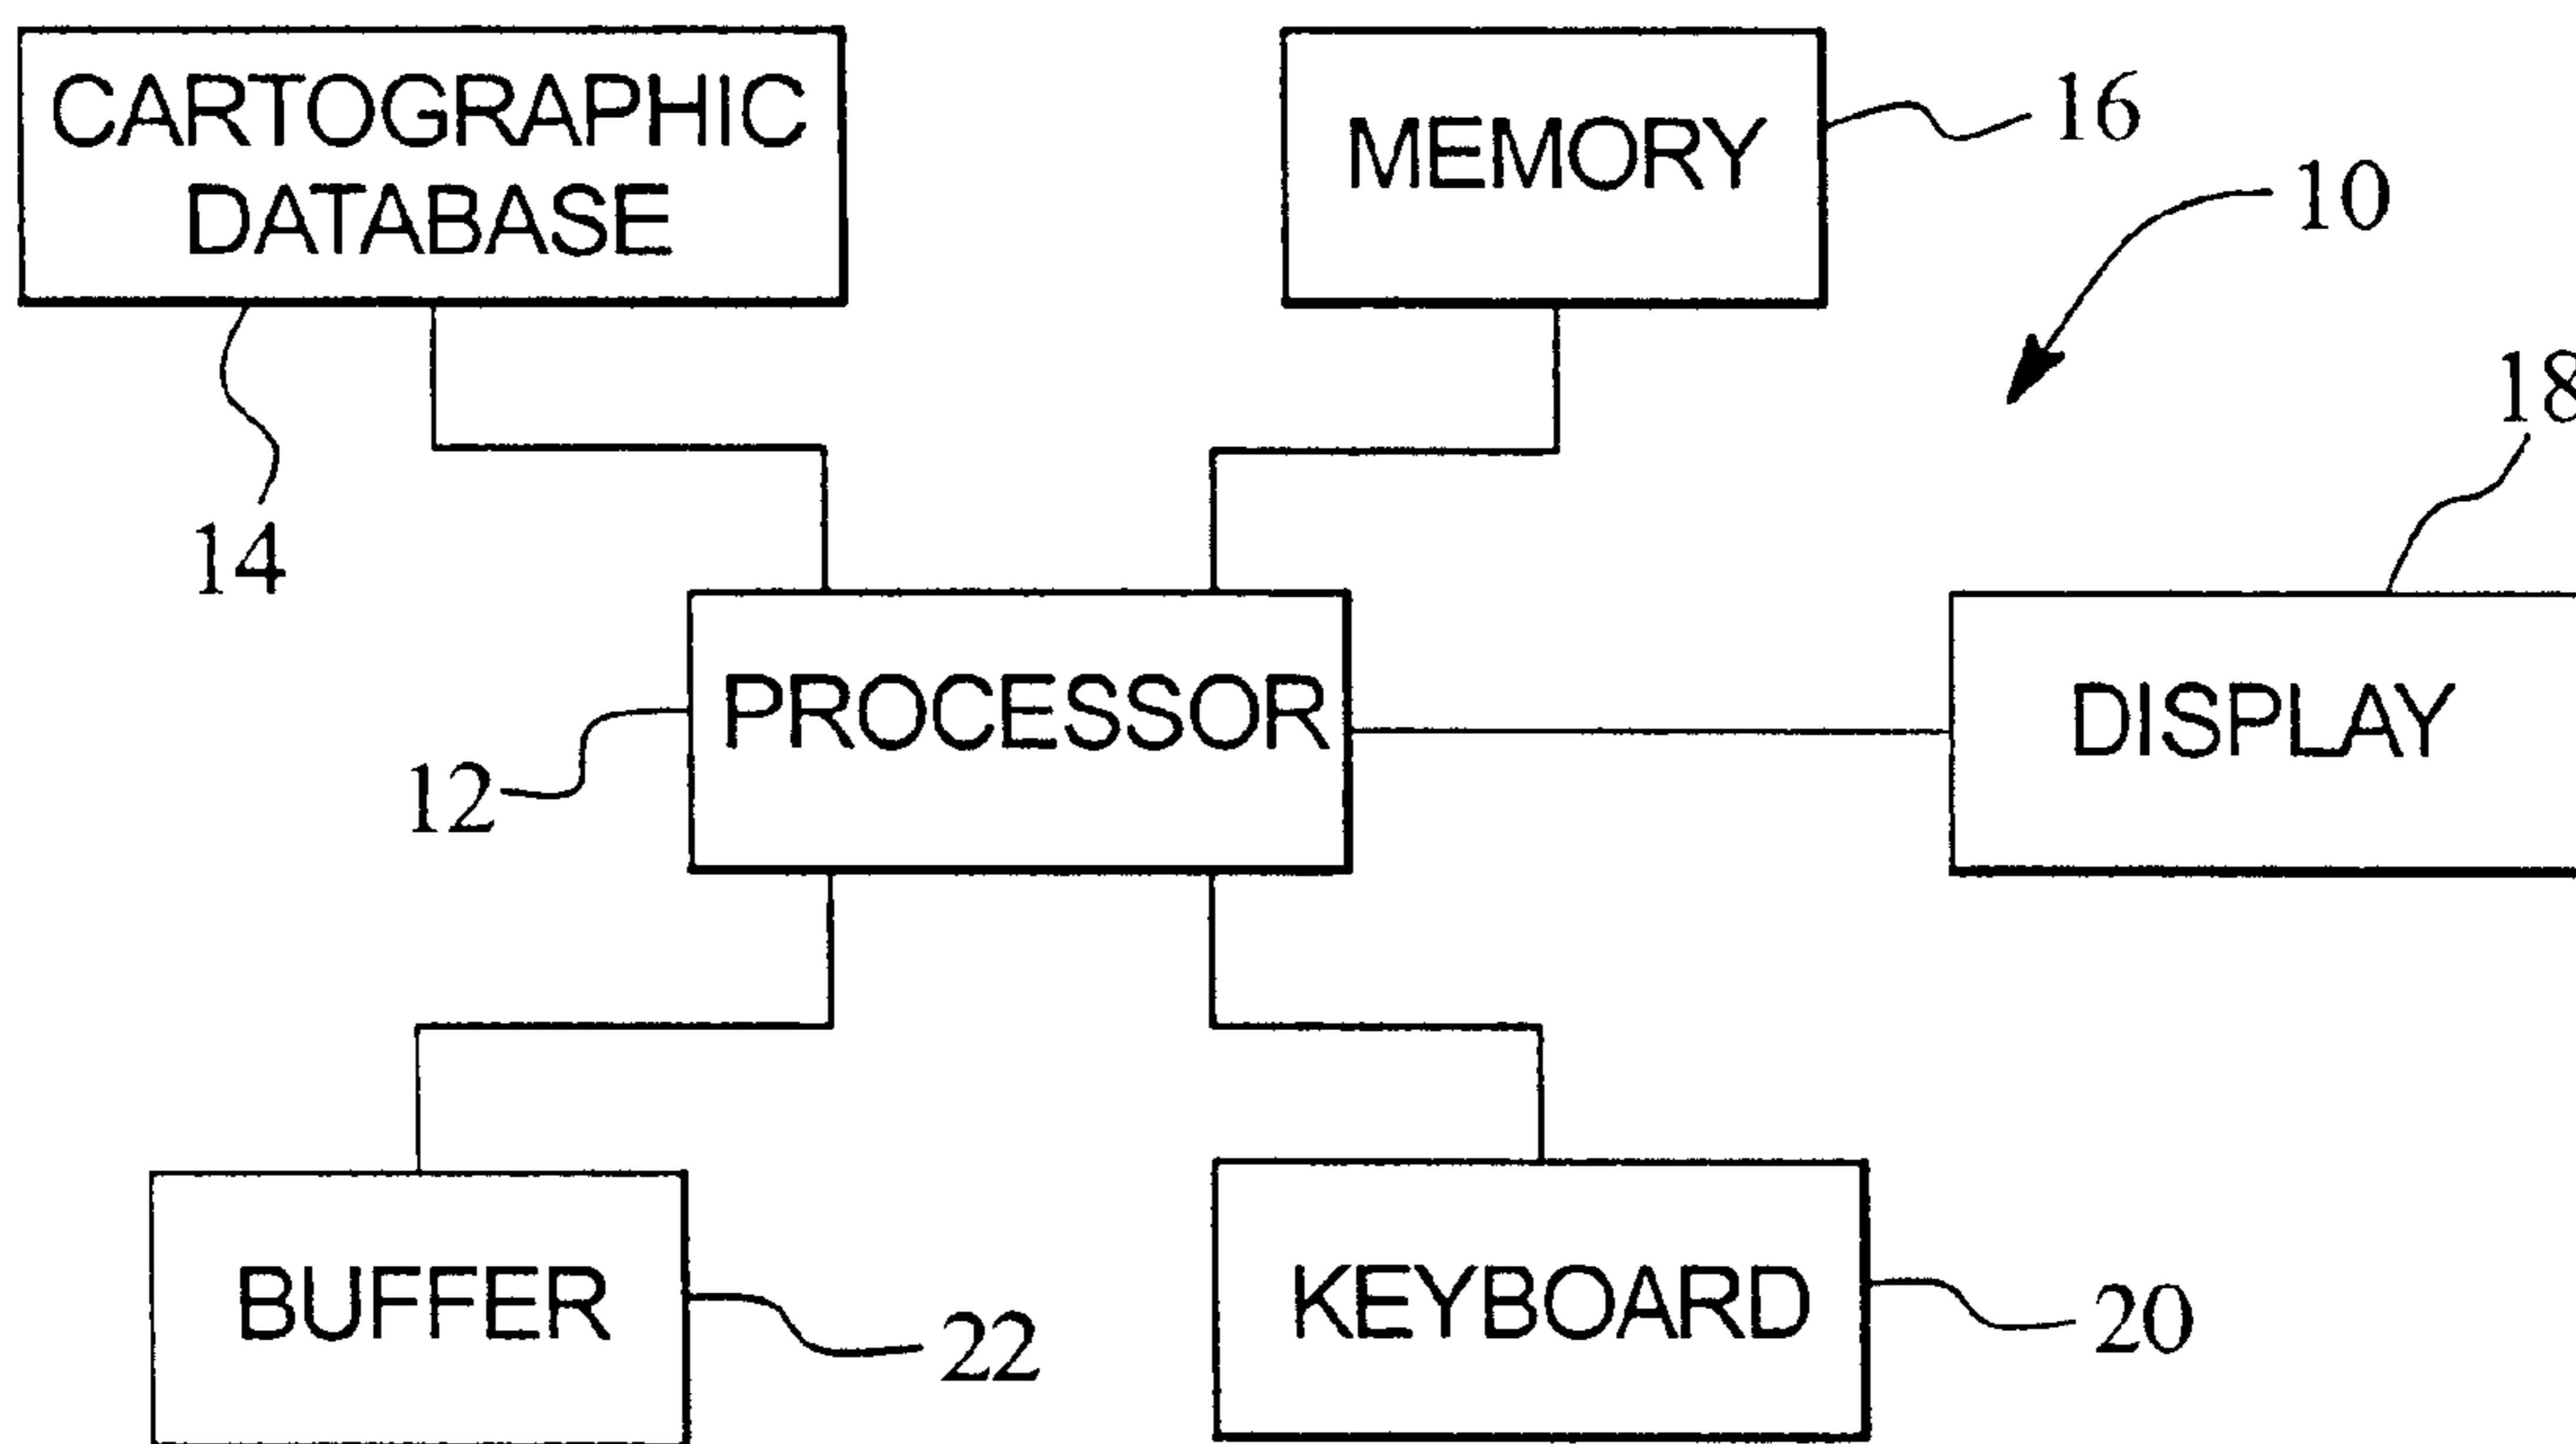 CARTOGRAPHIC
DATABASE
MEMORY
16
10
18
14
PROCESSOR
DISPLAY
12
BUFFER
KEYBOARD
22
20